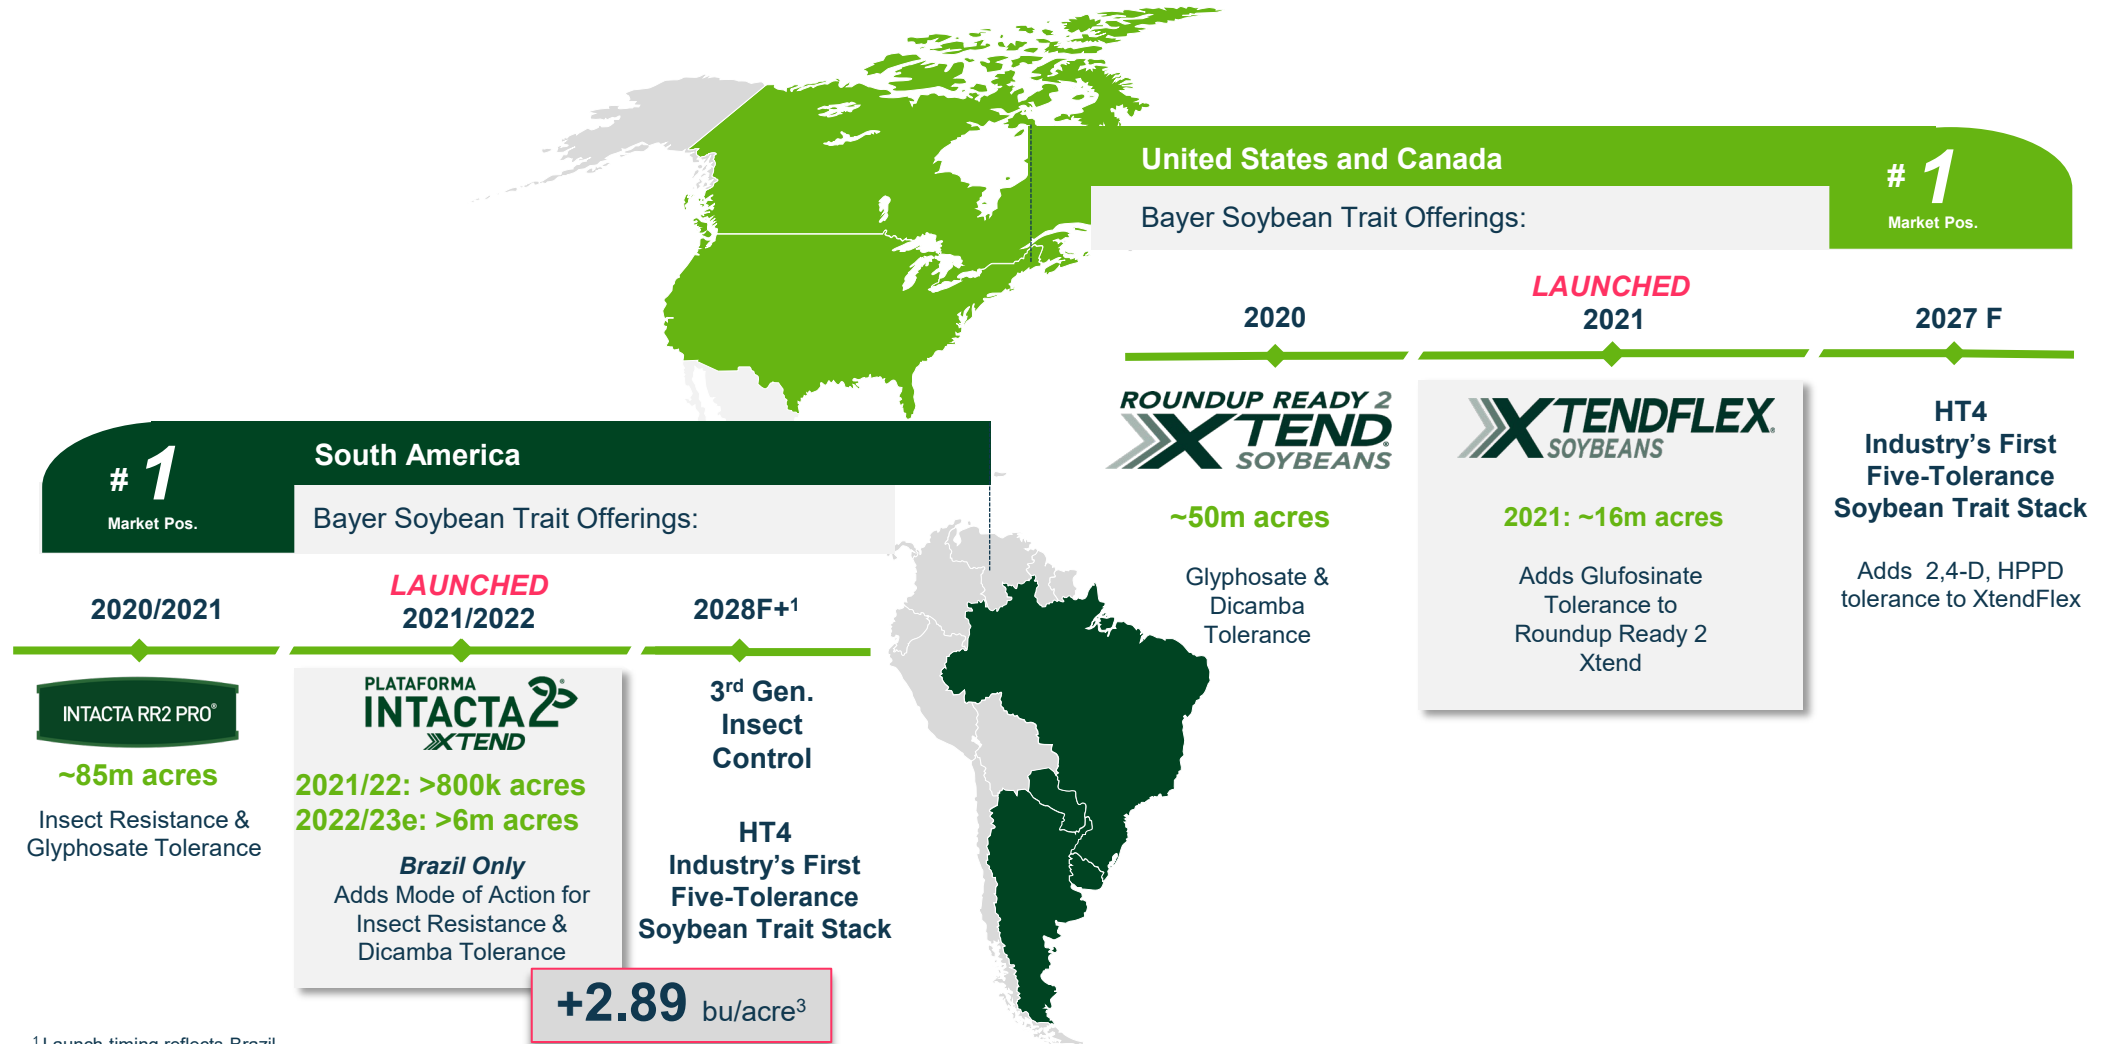 United States and Canada
# 1
Market Pos.
Bayer Soybean Trait Offerings:
2020
LAUNCHED
2021
2027 F
ROUNDUP READY 2
XTEND®
SOYBEANS
~50m acres
Glyphosate &
Dicamba
Tolerance
XTENDFLEX®
SOYBEANS
2021: ~16m acres
Adds Glufosinate
Tolerance to
Roundup Ready 2
Xtend
HT4
Industry’s First
Five-Tolerance
Soybean Trait Stack
Adds 2,4-D, HPPD
tolerance to XtendFlex
# 1
Market Pos.
South America
Bayer Soybean Trait Offerings:
2020/2021
LAUNCHED
2021/2022
2028F+¹
INTACTA RR2 PRO®
~85m acres
Insect Resistance &
Glyphosate Tolerance
PLATAFORMA
INTACTA 2®
XTEND
2021/22: >800k acres
2022/23e: >6m acres
Brazil Only
Adds Mode of Action for
Insect Resistance &
Dicamba Tolerance
+2.89 bu/acre³
3rd Gen.
Insect
Control
HT4
Industry’s First
Five-Tolerance
Soybean Trait Stack
¹ Launch timing reflects Brazil